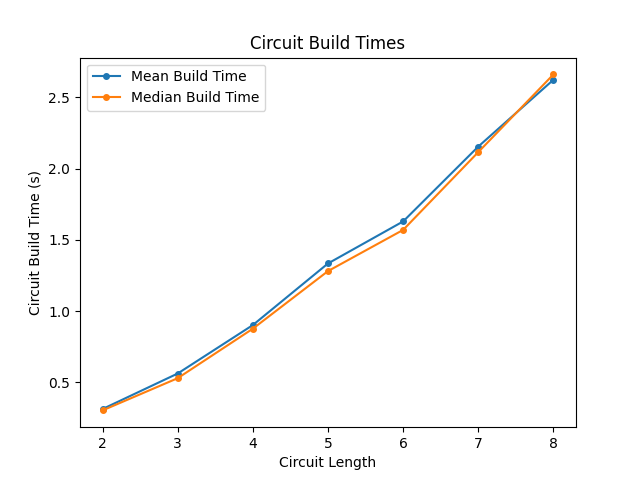 Circuit Build Times
Mean Build Time
Median Build Time
2.5
2.0
1.5
1.0
0.5
Circuit Build Time (s)
2 3 4 5 6 7 8
Circuit Length